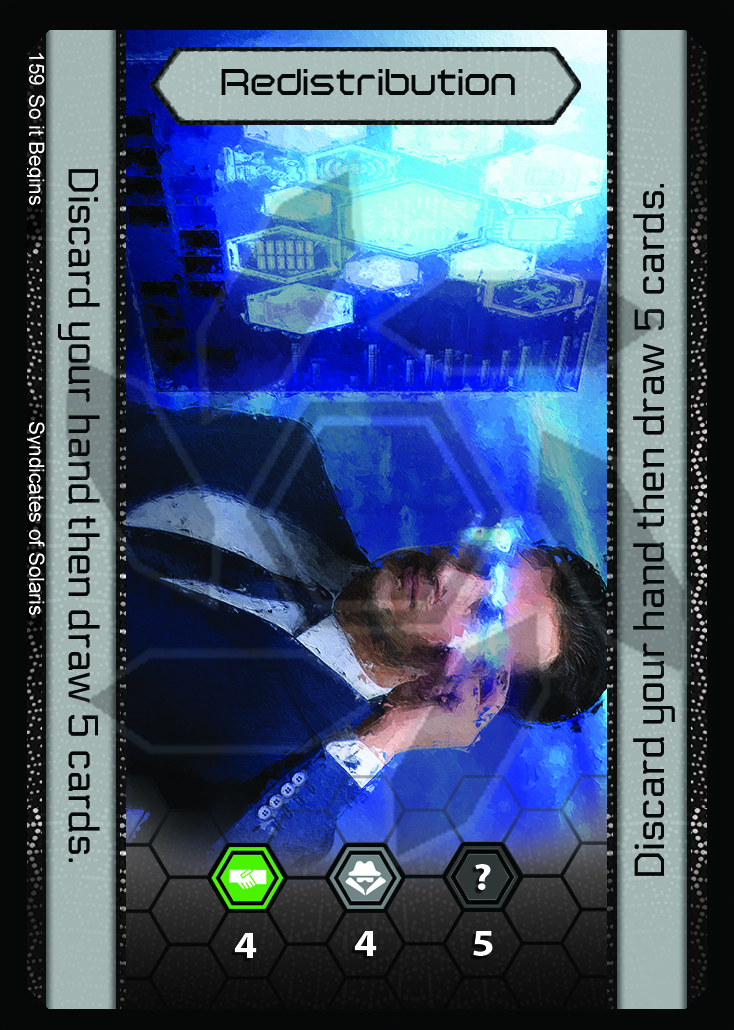 Redistribution
159 So it Begins
Syndicates of Solaris
Discard your hand then draw 5 cards.
Discard your hand then draw 5 cards.
?
4 4 5